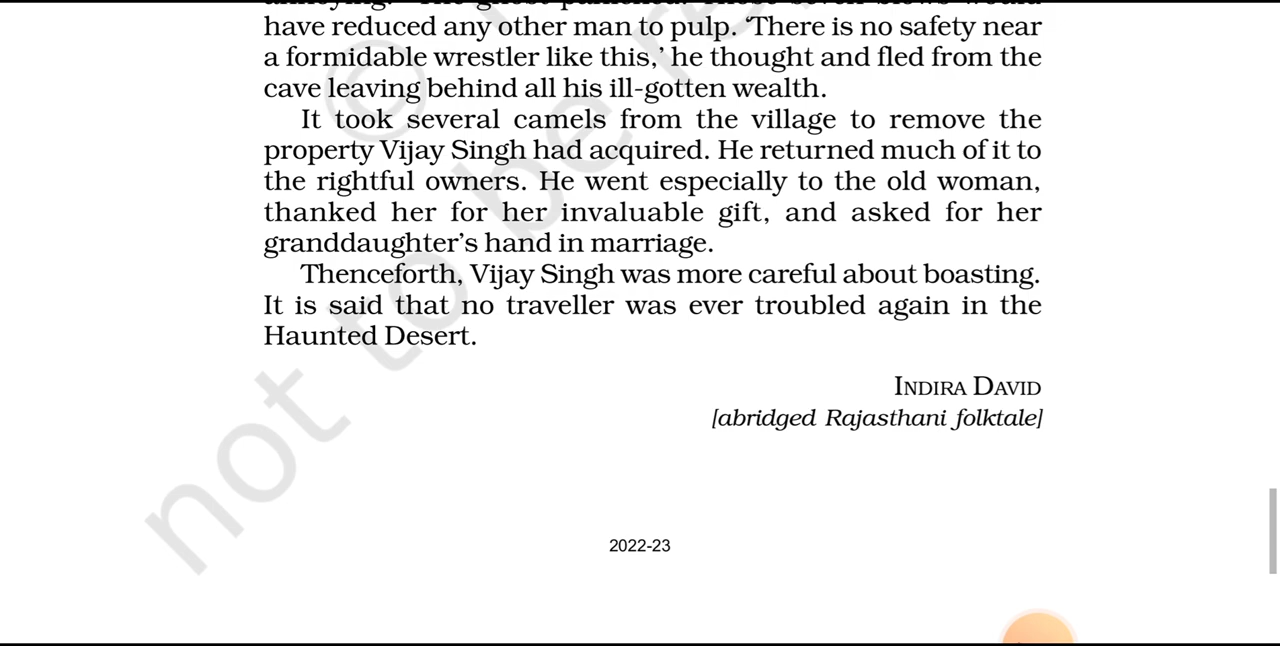 have reduced any other man to pulp. ‘There is no safety near
a formidable wrestler like this,’ he thought and fled from the
cave leaving behind all his ill-gotten wealth.
It took several camels from the village to remove the
property Vijay Singh had acquired. He returned much of it to
the rightful owners. He went especially to the old woman,
thanked her for her invaluable gift, and asked for her
granddaughter’s hand in marriage.
Thenceforth, Vijay Singh was more careful about boasting.
It is said that no traveller was ever troubled again in the
Haunted Desert.
INDIRA DAVID
[abridged Rajasthani folktale]
not to be re
©
2022-23